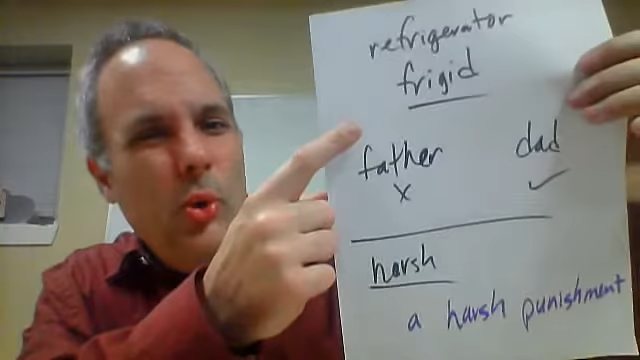 refrigerator
frigid
father dad
x ✓
harsh
a harsh punishment